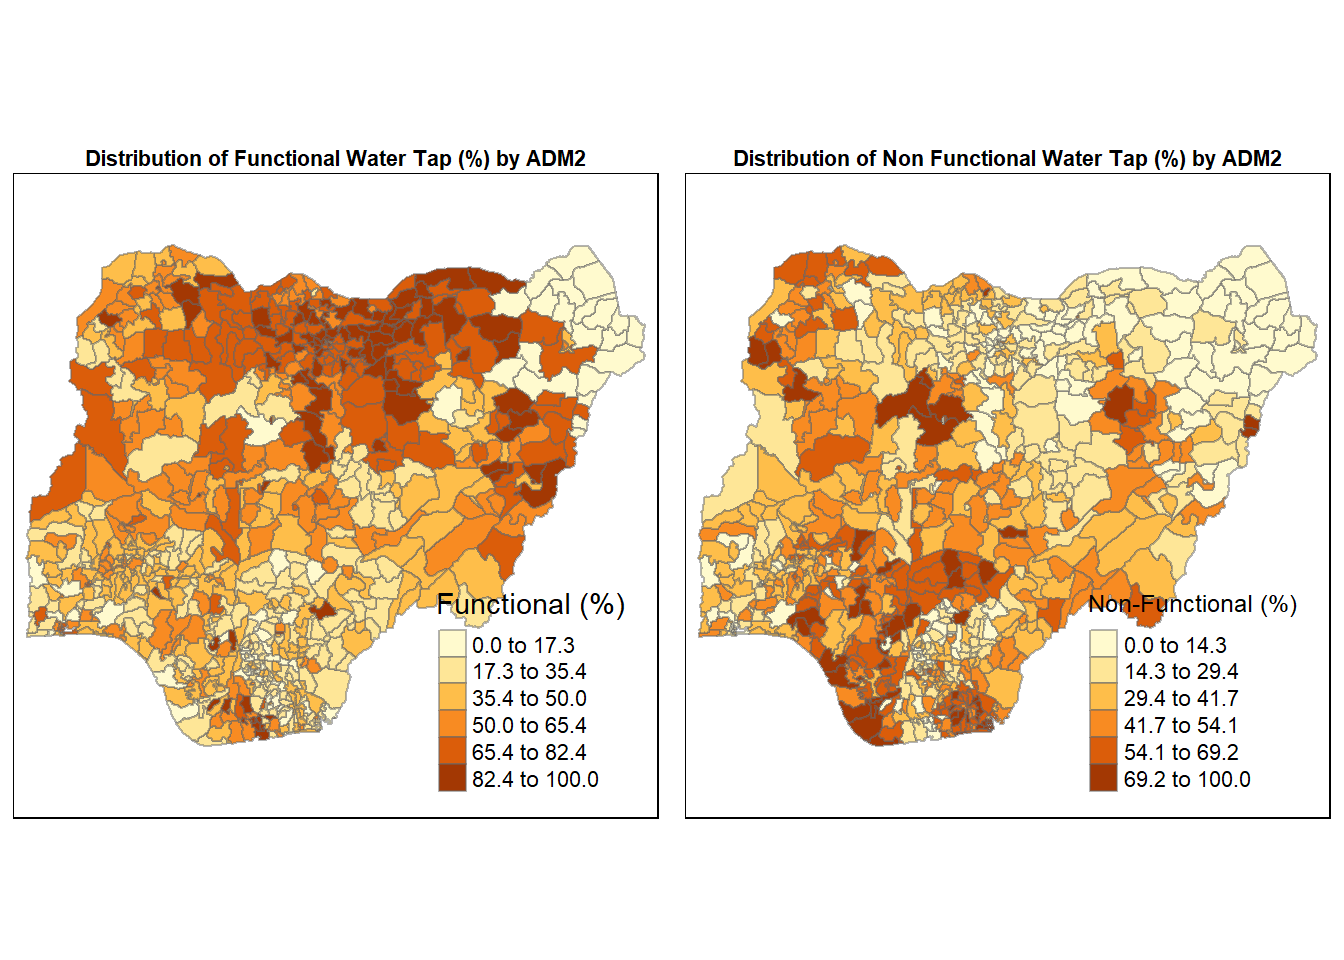 Distribution of Functional Water Tap (%) by ADM2
Functional (%)
0.0 to 17.3
17.3 to 35.4
35.4 to 50.0
50.0 to 65.4
65.4 to 82.4
82.4 to 100.0
Distribution of Non Functional Water Tap (%) by ADM2
Non-Functional (%)
0.0 to 14.3
14.3 to 29.4
29.4 to 41.7
41.7 to 54.1
54.1 to 69.2
69.2 to 100.0